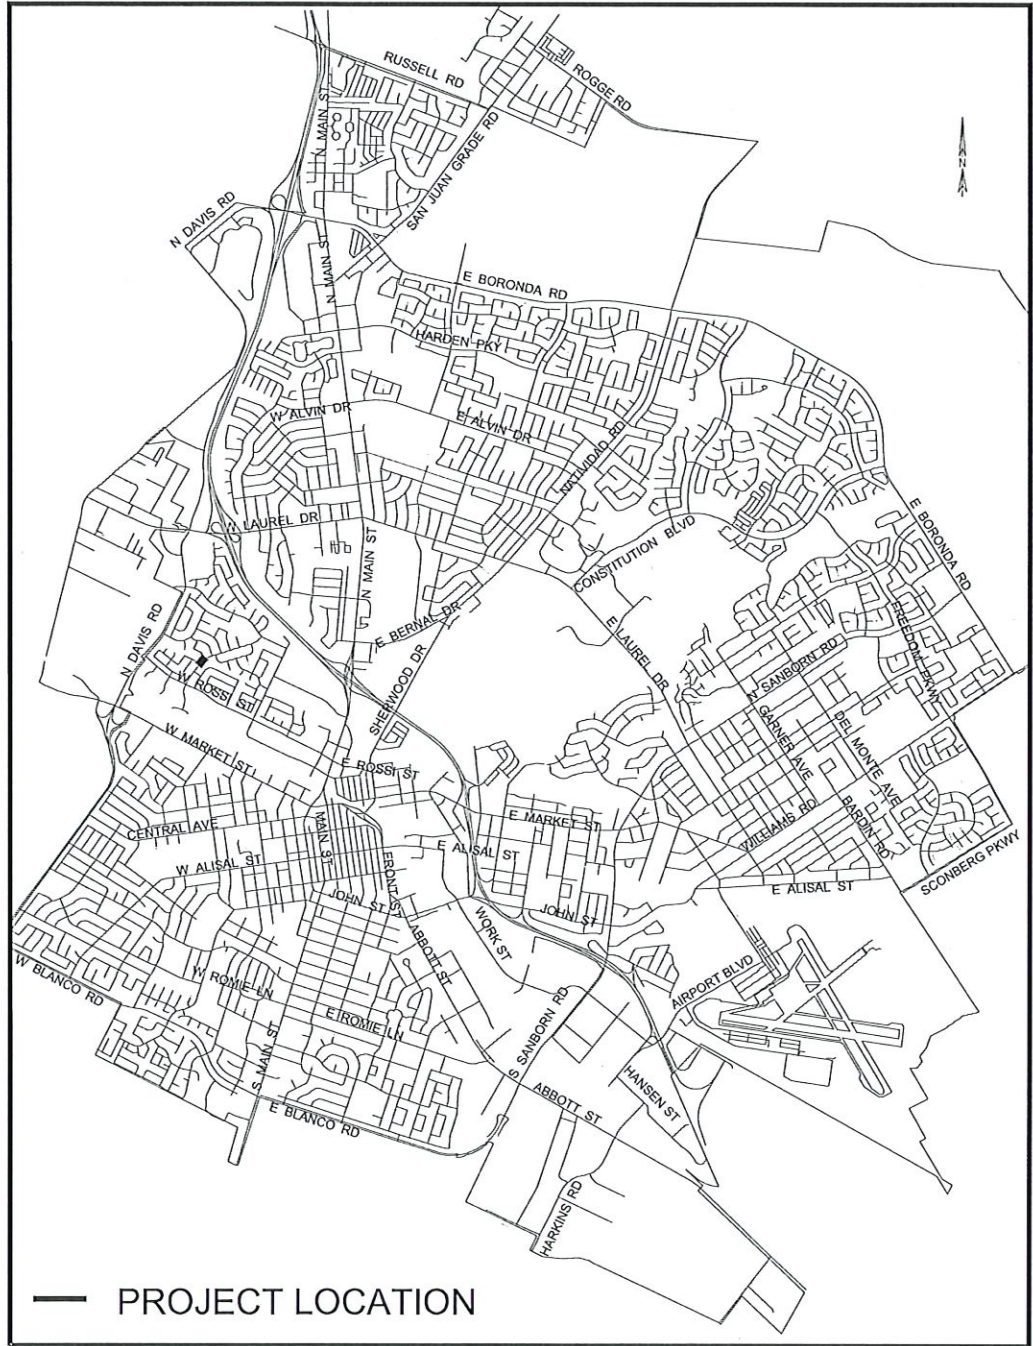 RUSSELL RD
ROGGE RD
N MAIN ST
SAN JUAN GRADE RD
N
N DAVIS RD
N MAIN ST
E BORONDA RD
HARDEN PKY
W ALVIN DR
E ALVIN DR
NATIVIDAD RD
W LAUREL DR
N MAIN ST
CONSTITUTION BLVD
E BORONDA RD
E BERNAL DR
N DAVIS RD
E LAUREL DR
FREEDOM PKWY
N SANBORN RD
W ROSSI ST
SHERWOOD DR
GARNER AVE
DEL MONTE AVE
W MARKET ST
E ROSSI ST
E MARKET ST
WILLIAMS RD
BARDIN RD
CENTRAL AVE
MAIN ST
E ALISAL ST
W ALISAL ST
FRONT ST
E ALISAL ST
SCONBERG PKWY
JOHN ST
JOHN ST
WORK ST
ABBOTT ST
W BLANCO RD
W ROMIE LN
AIRPORT BLVD
E ROMIE LN
S SANBORN RD
S MAIN ST
HANSEN ST
ABBOTT ST
E BLANCO RD
HARKINS RD
PROJECT LOCATION